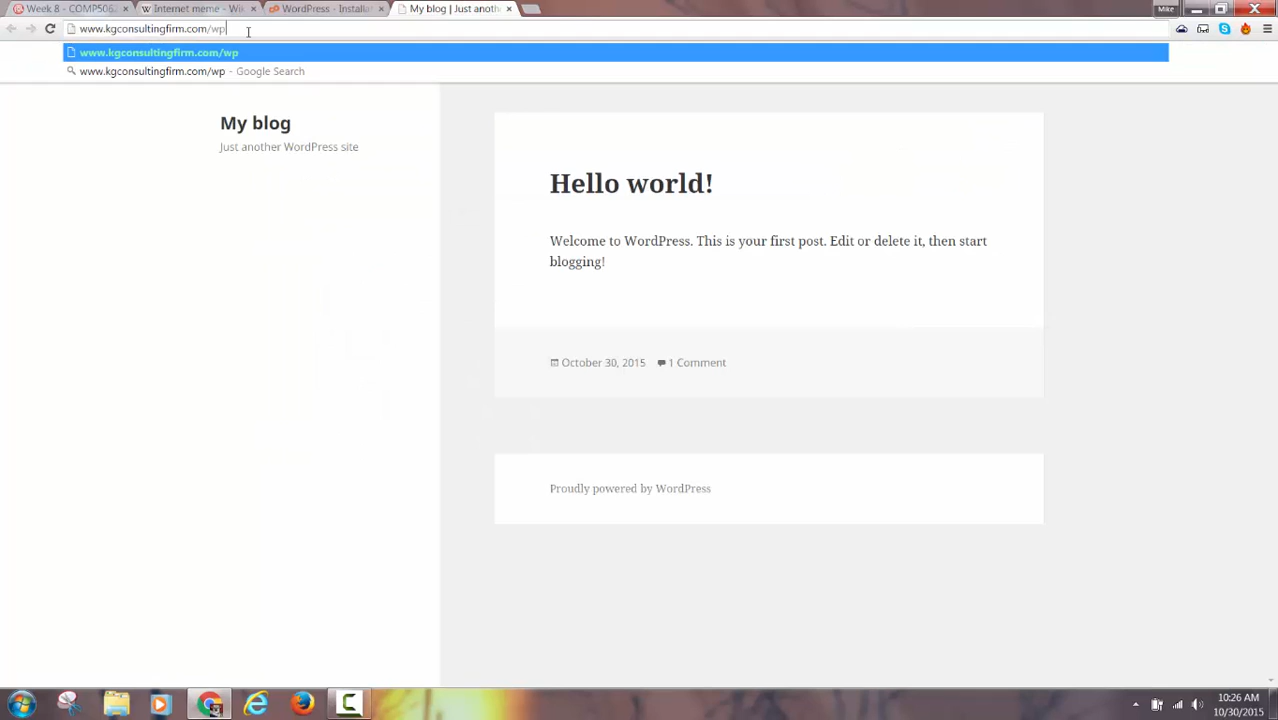 Week 8 - COMP506
Internet meme - Wi
WordPress - Installat
My blog | Just anoth
Mike
www.kgconsultingfirm.com/wp
www.kgconsultingfirm.com/wp
www.kgconsultingfirm.com/wp - Google Search
My blog
Just another WordPress site
Hello world!
Welcome to WordPress. This is your first post. Edit or delete it, then start
blogging!
October 30, 2015 1 Comment
Proudly powered by WordPress
10:26 AM
10/30/2015